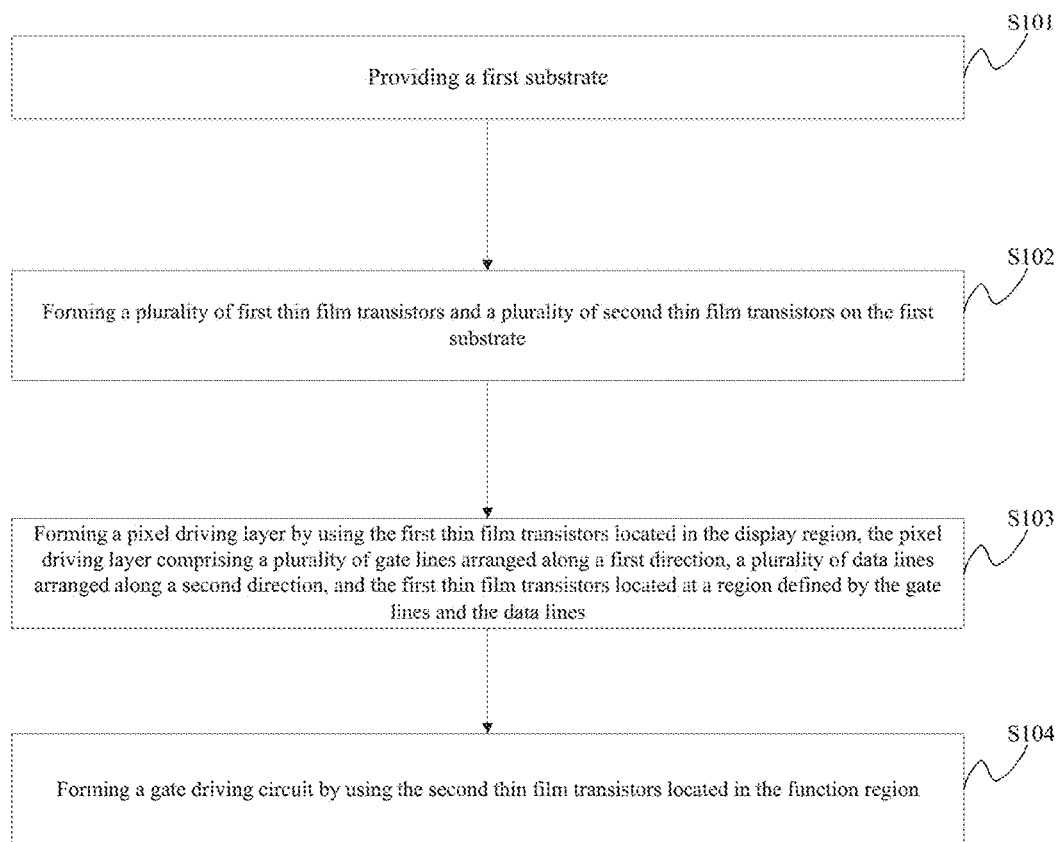 S101
Providing a first substrate
S102
Forming a plurality of first thin film transistors and a plurality of second thin film transistors on the first
substrate
S103
Forming a pixel driving layer by using the first thin film transistors located in the display region, the pixel
driving layer comprising a plurality of gate lines arranged along a first direction, a plurality of data lines
arranged along a second direction, and the first thin film transistors located at a region defined by the gate
lines and the data lines
S104
Forming a gate driving circuit by using the second thin film transistors located in the function region